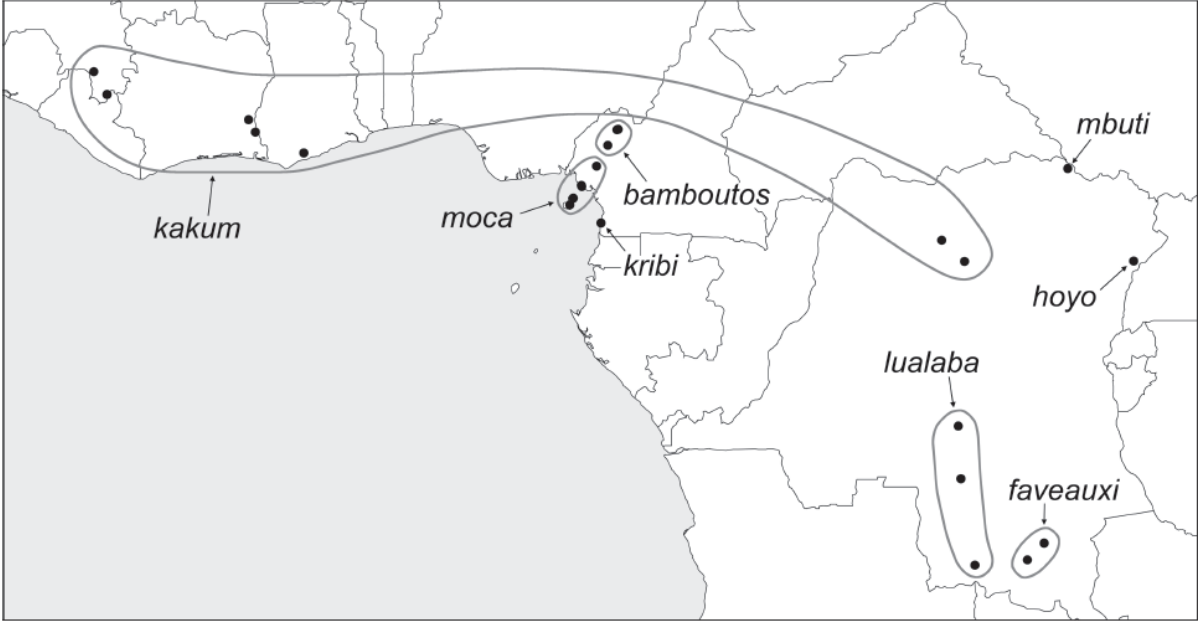 mbuti
bamboutos
moca
kakum
kribi
hoyo
lualaba
faveauxi